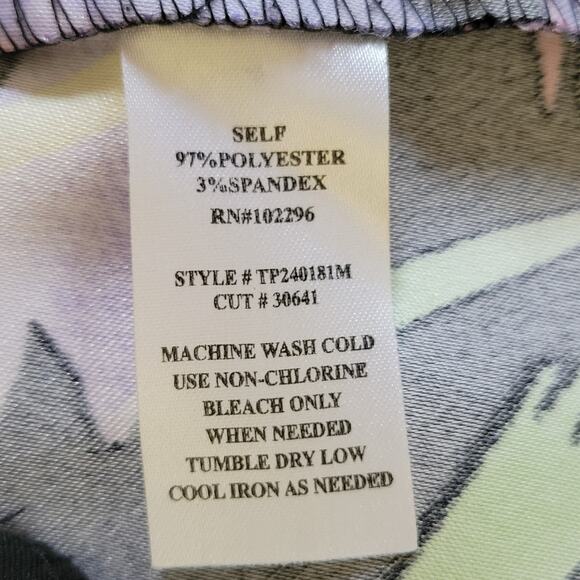 SELF
97%POLYESTER
3%SPANDEX
RN#102296
STYLE # TP240181M
CUT # 30641
MACHINE WASH COLD
USE NON-CHLORINE
BLEACH ONLY
WHEN NEEDED
TUMBLE DRY LOW
COOL IRON AS NEEDED